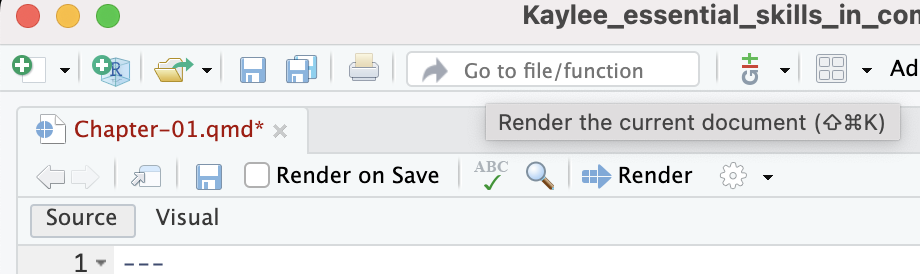 Kaylee_essential_skills_in_con
Go to file/function
Ad
Chapter-01.qmd*
Render the current document (⇧⌘K)
Render on Save
ABC
Render
Source
Visual
1
---